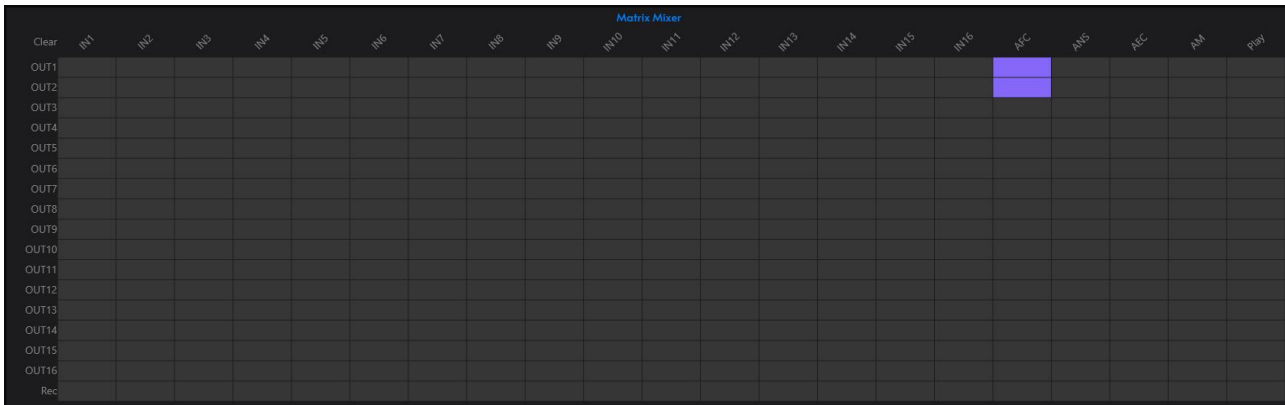 Matrix Mixer
Clear IN1 IN2 IN3 IN4 IN5 IN6 IN7 IN8 IN9 IN10 IN11 IN12 IN13 IN14 IN15 IN16 AFC ANS AEC AM Play
OUT1
OUT2
OUT3
OUT4
OUT5
OUT6
OUT7
OUT8
OUT9
OUT10
OUT11
OUT12
OUT13
OUT14
OUT15
OUT16
Rec